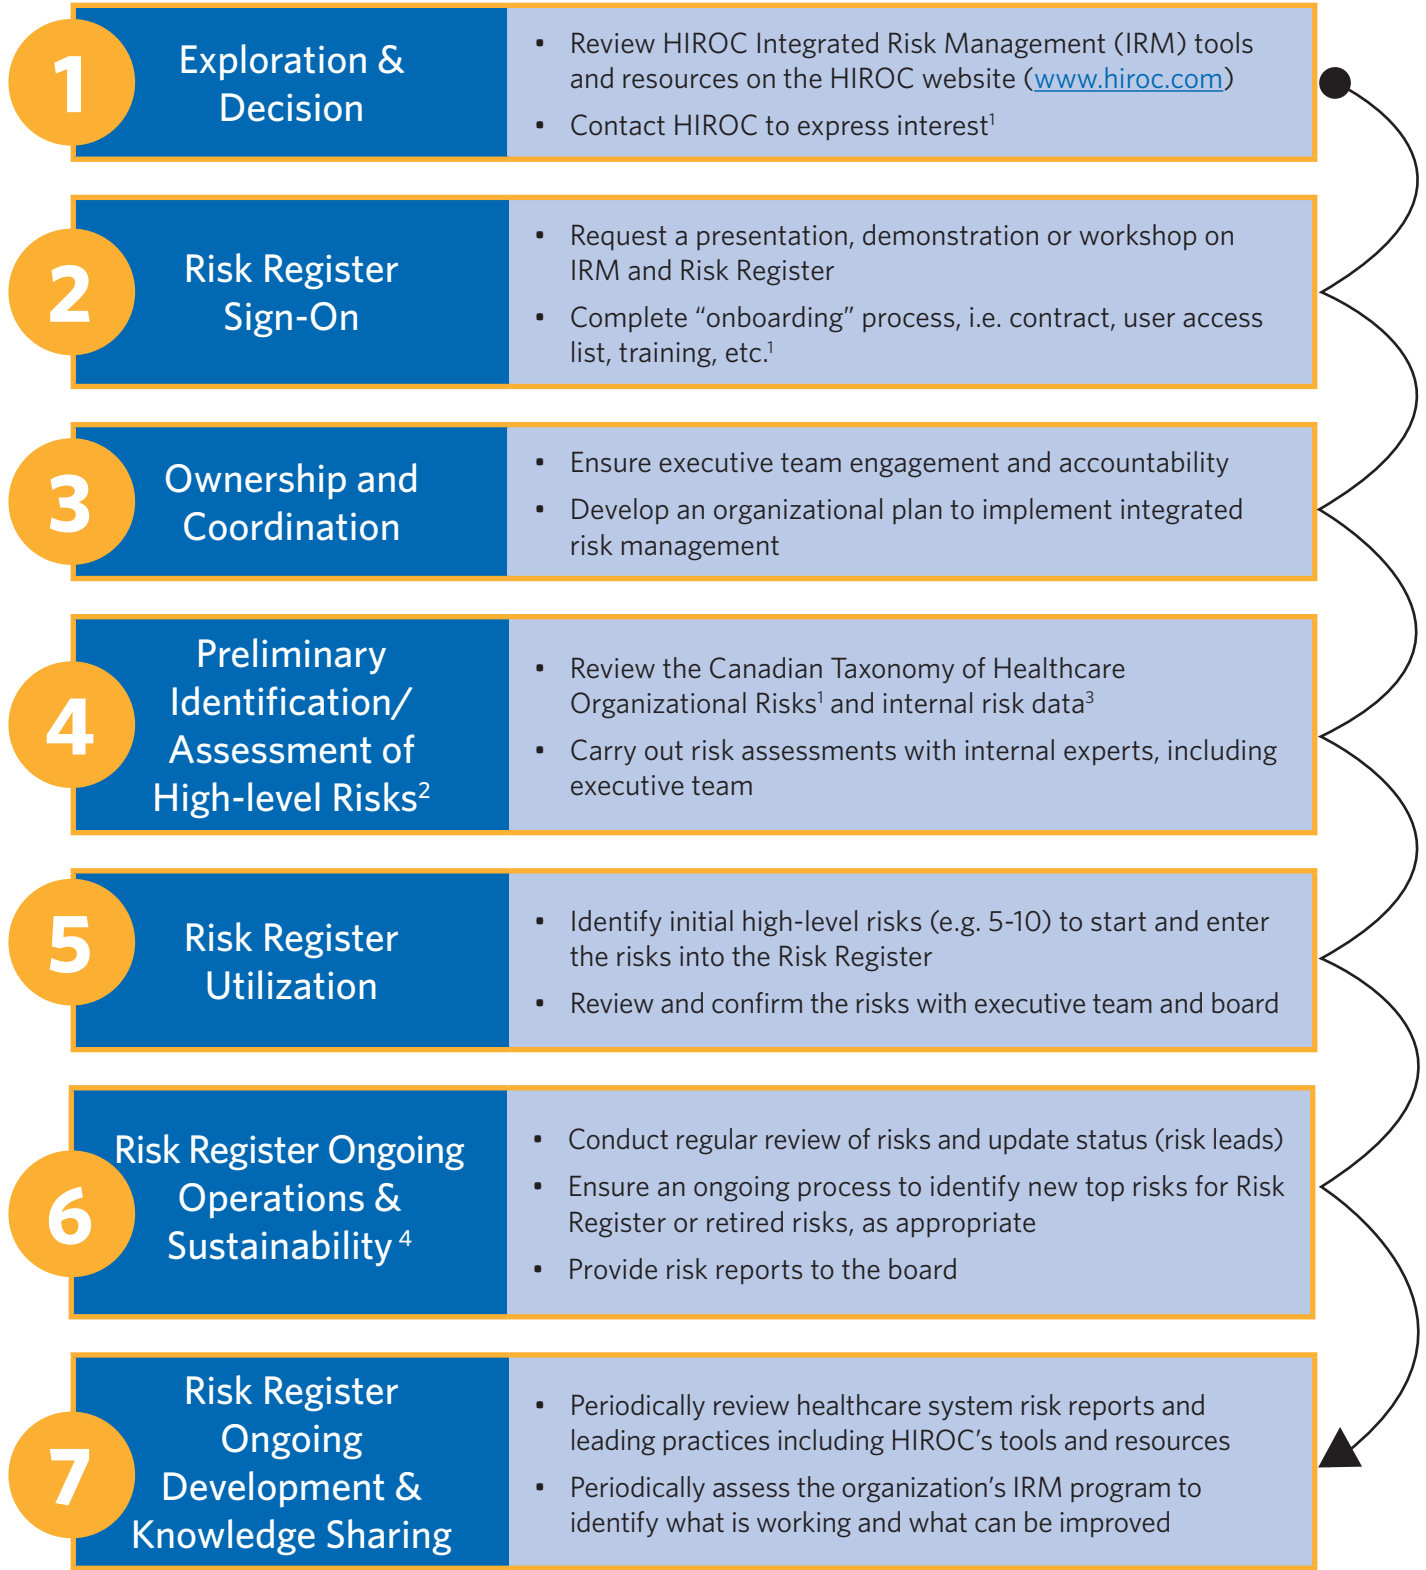 1
Exploration &
Decision
• Review HIROC Integrated Risk Management (IRM) tools
and resources on the HIROC website (www.hiroc.com)
• Contact HIROC to express interest¹
2
Risk Register
Sign-On
• Request a presentation, demonstration or workshop on
IRM and Risk Register
• Complete “onboarding” process, i.e. contract, user access
list, training, etc.¹
3
Ownership and
Coordination
• Ensure executive team engagement and accountability
• Develop an organizational plan to implement integrated
risk management
4
Preliminary
Identification/
Assessment of
High-level Risks²
• Review the Canadian Taxonomy of Healthcare
Organizational Risks¹ and internal risk data³
• Carry out risk assessments with internal experts, including
executive team
5
Risk Register
Utilization
• Identify initial high-level risks (e.g. 5-10) to start and enter
the risks into the Risk Register
• Review and confirm the risks with executive team and board
6
Risk Register Ongoing
Operations &
Sustainability ⁴
• Conduct regular review of risks and update status (risk leads)
• Ensure an ongoing process to identify new top risks for Risk
Register or retired risks, as appropriate
• Provide risk reports to the board
7
Risk Register
Ongoing
Development &
Knowledge Sharing
• Periodically review healthcare system risk reports and
leading practices including HIROC’s tools and resources
• Periodically assess the organization’s IRM program to
identify what is working and what can be improved